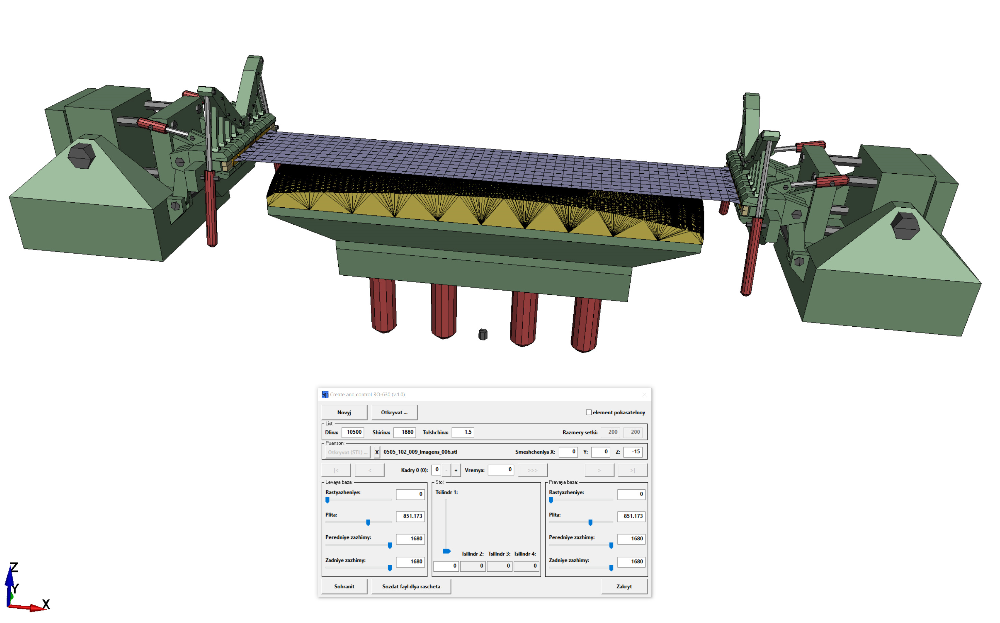 Create and control RO-630 (v.1.0)
Novyj Otkryvat ... element pokasatelnoy
List:
Dlina: 10500 Shirina: 1880 Tolshchina: 1.5 Razmery setki: 200 200
Puanson:
Otkryvat (STL) ... X 0505_102_009_imagens_006.stl Smeshcheniya X: 0 Y: 0 Z: -15
|< < Kadry 0 (0): 0 - + Vremya: 0 >>> > >|
Levaya baza: Stol: Pravaya baza:
Rastyazheniye: 0 Tsilindr 1: Rastyazheniye: 0
Plita: 851.173 Plita: 851.173
Peredniye zazhimy: 1680 Peredniye zazhimy: 1680
Tsilindr 2: Tsilindr 3: Tsilindr 4:
Zadniye zazhimy: 1680 0 0 0 0 Zadniye zazhimy: 1680
Sohranit Sozdat fayl dlya rascheta Zakryt
Z
Y
X